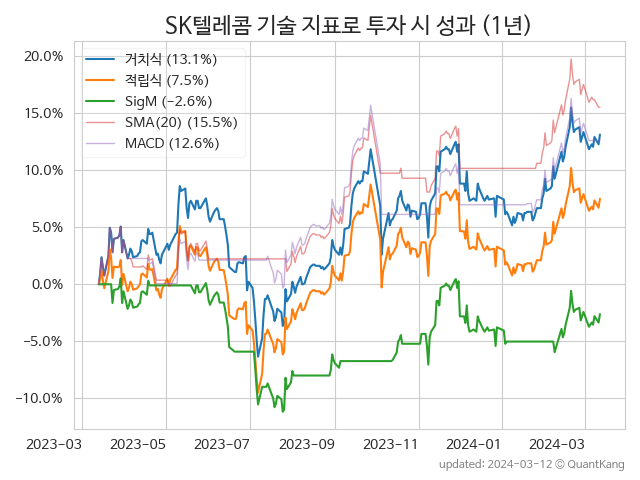 SK텔레콤 기술 지표로 투자 시 성과 (1년)
20.0%
15.0%
10.0%
5.0%
0.0%
−5.0%
−10.0%
거치식 (13.1%)
적립식 (7.5%)
SigM (−2.6%)
SMA(20) (15.5%)
MACD (12.6%)
2023-03
2023-05
2023-07
2023-09
2023-11
2024-01
2024-03
updated: 2024-03-12 © QuantKang